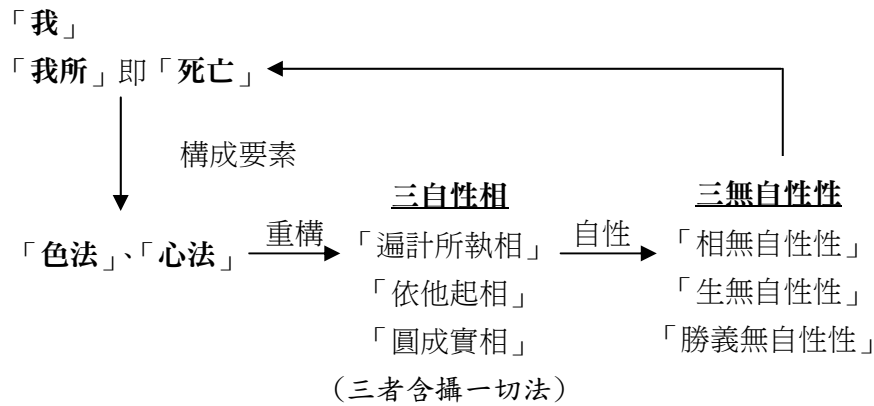 「我」
「我所」即「死亡」
構成要素
三自性相
三無自性性
「色法」、「心法」
重構
「遍計所執相」
自性
「相無自性性」
「依他起相」
「生無自性性」
「圓成實相」
「勝義無自性性」
（三者含攝一切法）